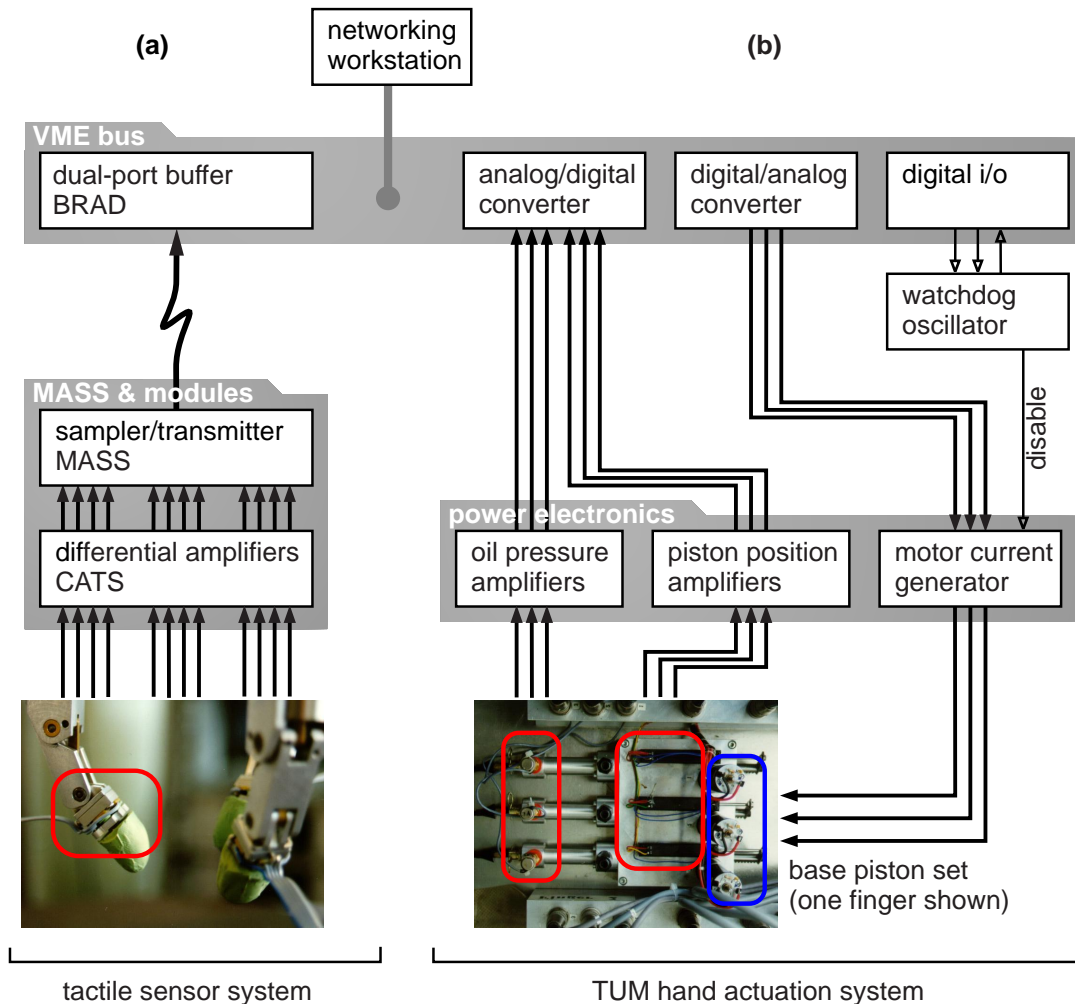 (a)
networking
workstation
(b)
VME bus
dual-port buffer
BRAD
analog/digital
converter
digital/analog
converter
digital i/o
watchdog
oscillator
disable
MASS & modules
sampler/transmitter
MASS
differential amplifiers
CATS
power electronics
oil pressure
amplifiers
piston position
amplifiers
motor current
generator
base piston set
(one finger shown)
tactile sensor system
TUM hand actuation system